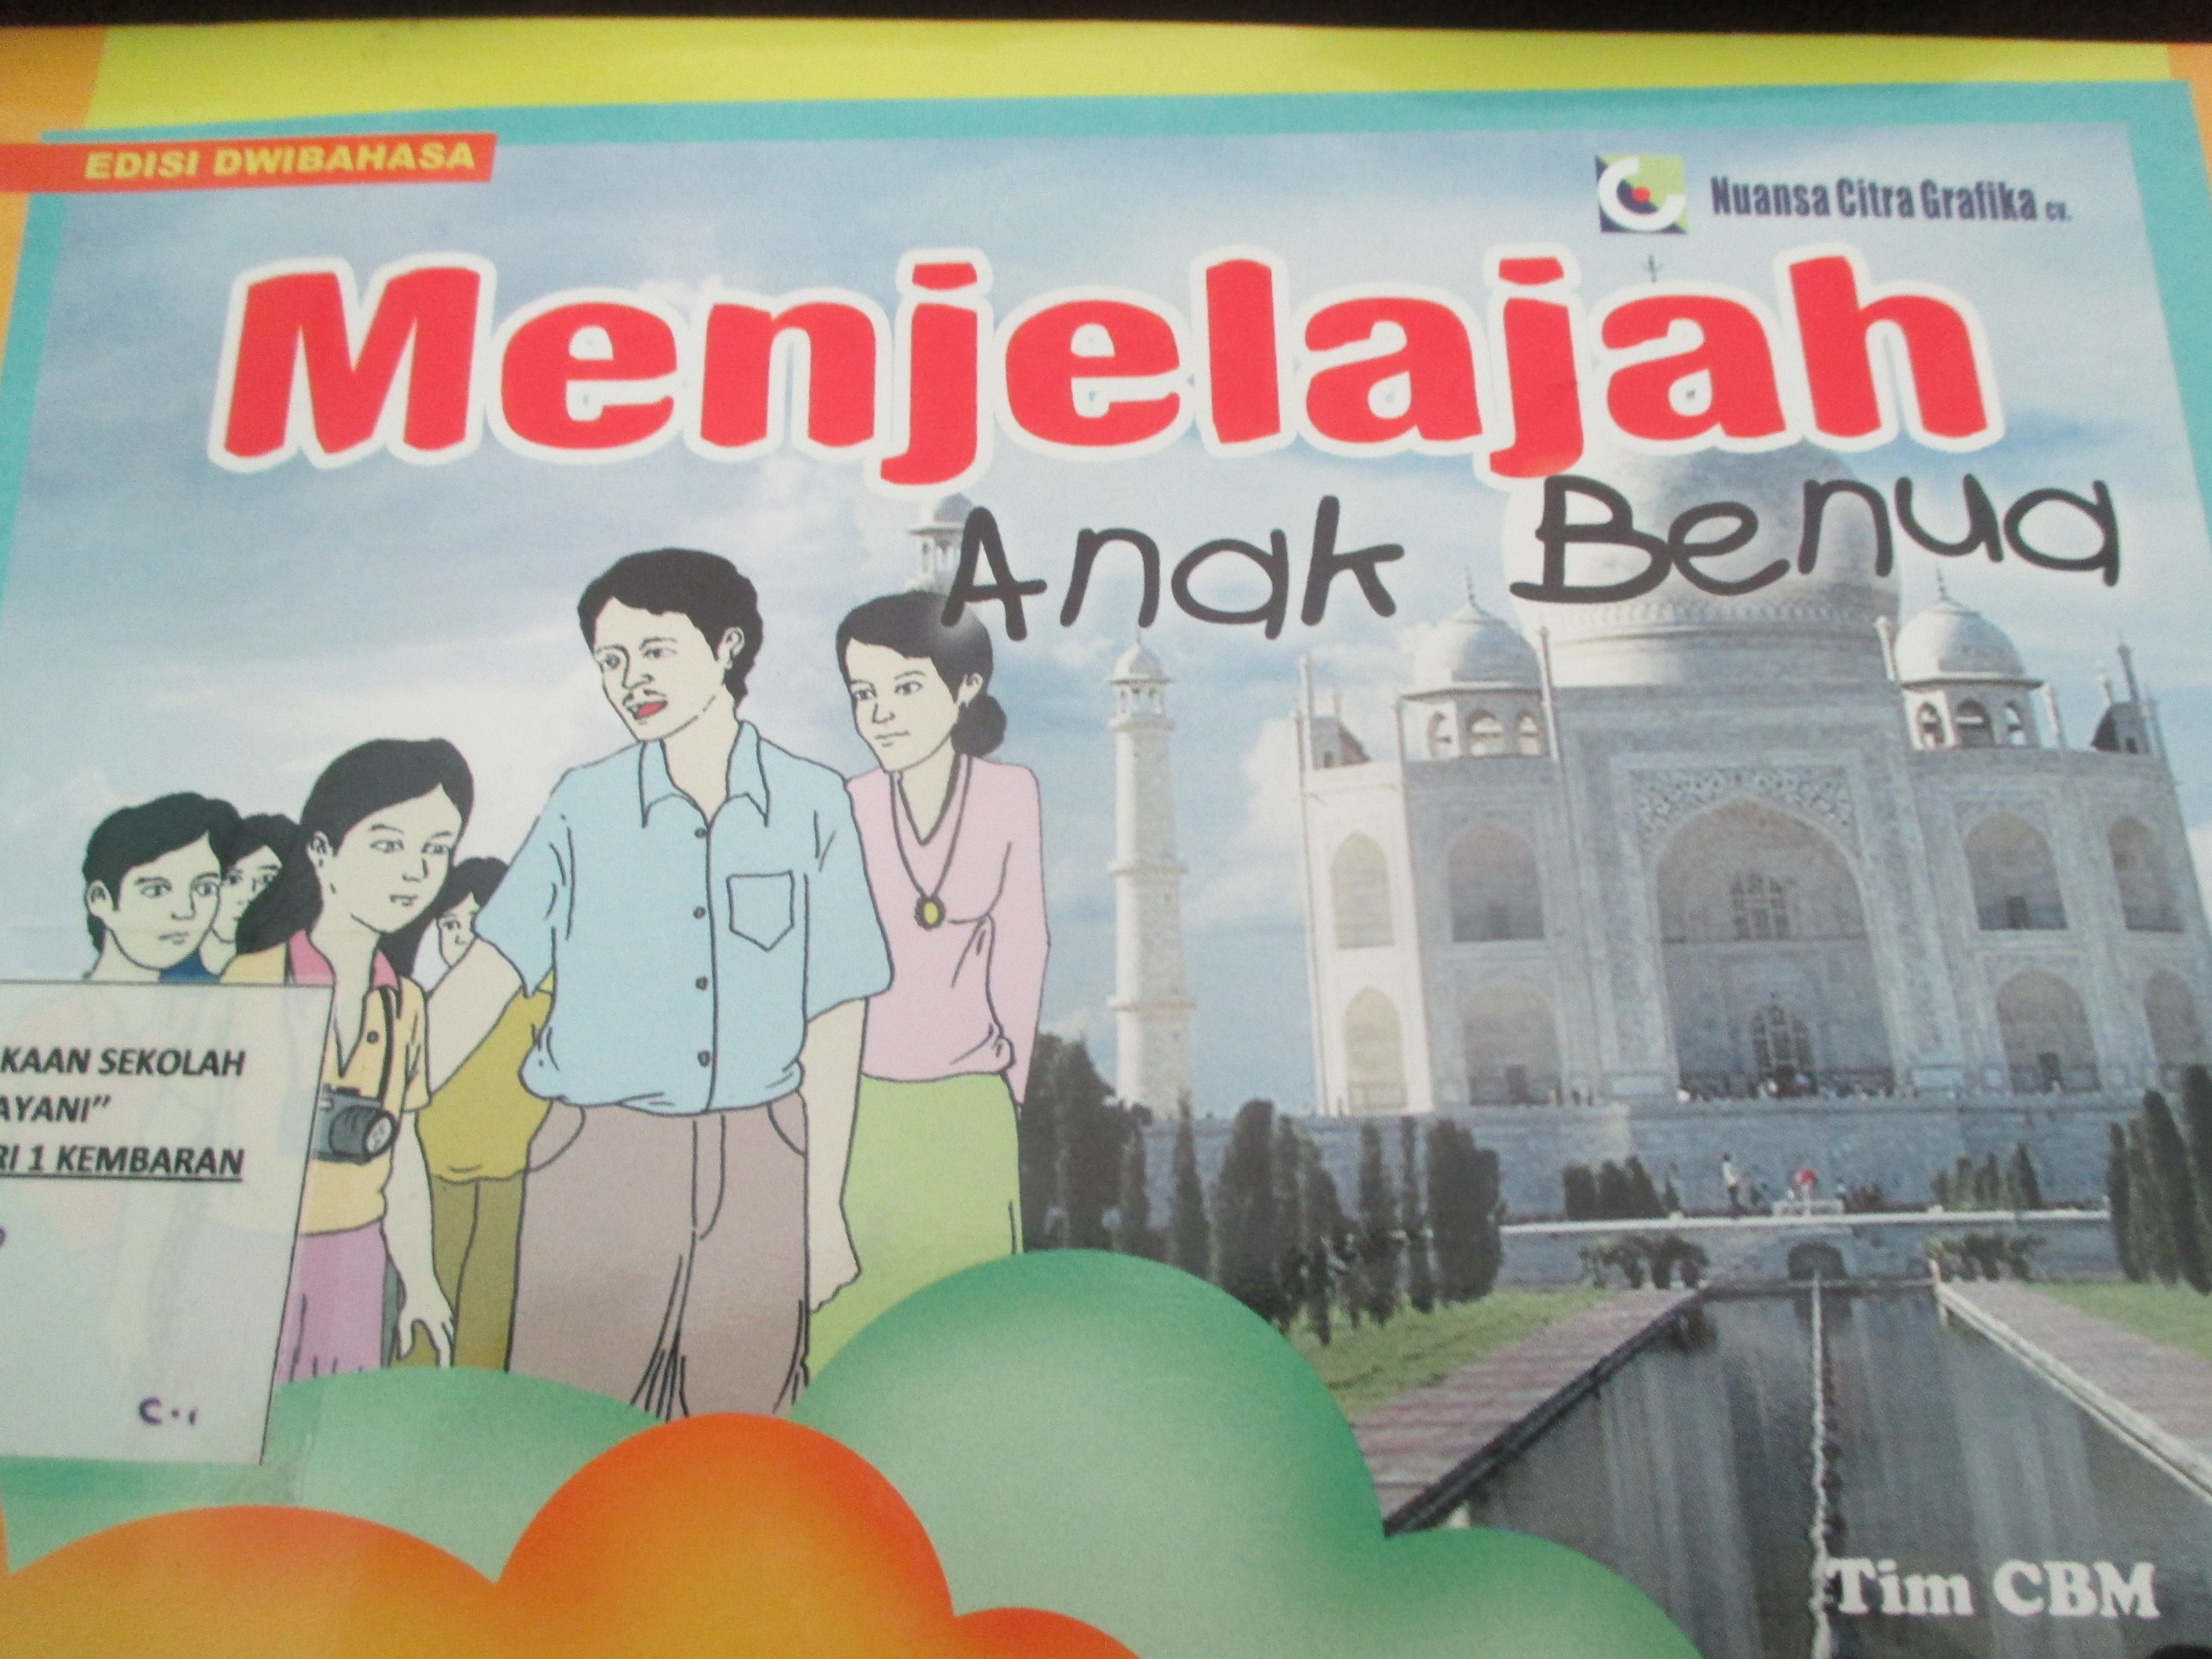 EDISI DWIBAHASA
Nuansa Citra Grafika CV.
Menjelajah
Anak Benua
KAAN SEKOLAH
AYANI"
RI 1 KEMBARAN
C.1
Tim CBM